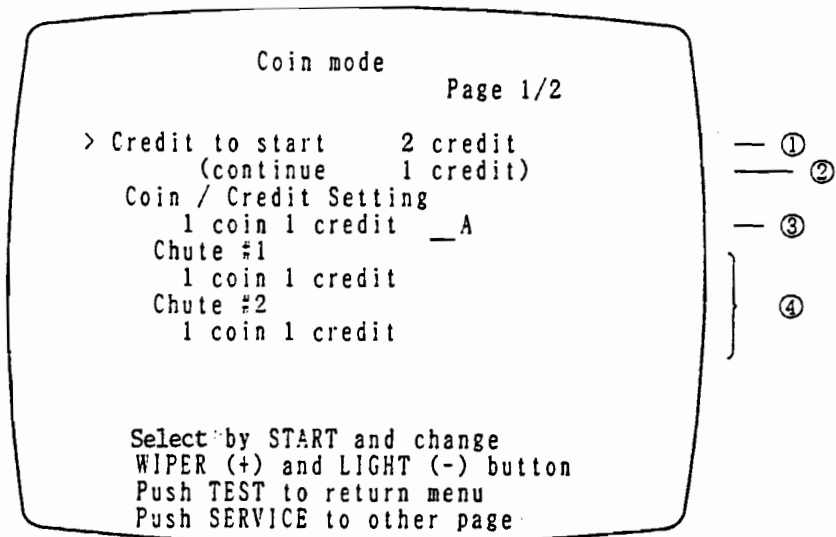 Coin mode
Page 1/2
> Credit to start 2 credit — ①
(continue 1 credit) — ②
Coin / Credit Setting
1 coin 1 credit _A — ③
Chute #1
1 coin 1 credit
Chute #2
1 coin 1 credit
④
Select by START and change
WIPER (+) and LIGHT (-) button
Push TEST to return menu
Push SERVICE to other page